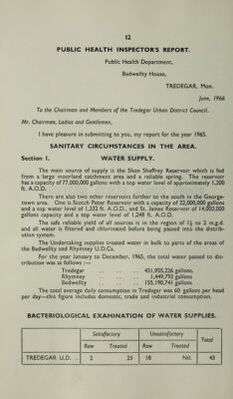 12
PUBLIC HEALTH INSPECTOR'S REPORT.
Public Health Department,
Bedwellty House,
TREDEGAR, Mon.
June, 1966
To the Chairman and Members of the Tredegar Urban District Council.
Mr. Chairman, Ladies and Gentlemen,
I have pleasure in submitting to you, my report for the year 1965.
SANITARY CIRCUMSTANCES IN THE AREA.
Section I. WATER SUPPLY.
The main source of supply is the Shon Sheffrey Reservoir which is fed
from a large moorland catchment area and a reliable spring. The reservoir
has a capacity of 77,000,000 gallons with a top water level of approximately 1,200
ft. A.O.D.
There are also two other reservoirs further to the south in the George-
town area. One is Scotch Peter Reservoir with a capacity of 22,000,000 gallons
and a top water level of 1,332 ft. A.O.D., and St. James Reservoir of 14,000,000
gallons capacity and a top water level of 1,248 ft. A.O.D.
The safe reliable yield of all sources is in the region of 1½ to 2 m.g.d.
and all water is filtered and chlorinated before being passed into the distrib-
ution system.
The Undertaking supplies treated water in bulk to parts of the areas of
the Bedwellty and Rhymney U.D.Cs.
For the year January to December, 1965, the total water passed to dis-
tribution was as follows :—
Tredegar .. .. .. 431,955,226 gallons.
Rhymney .. .. .. 1,449,793 gallons
Bedwellty .. .. .. 155,190,741 gallons
The total average daily consumption in Tredegar was 60 gallons per head
per day—this figure includes domestic, trade and industrial consumption.
BACTERIOLOGICAL EXAMINATION OF WATER SUPPLIES.
Satisfactory Unsatisfactory Total
Raw Treated Raw Treated
TREDEGAR U.D. .. 2 23 18 Nil. 43